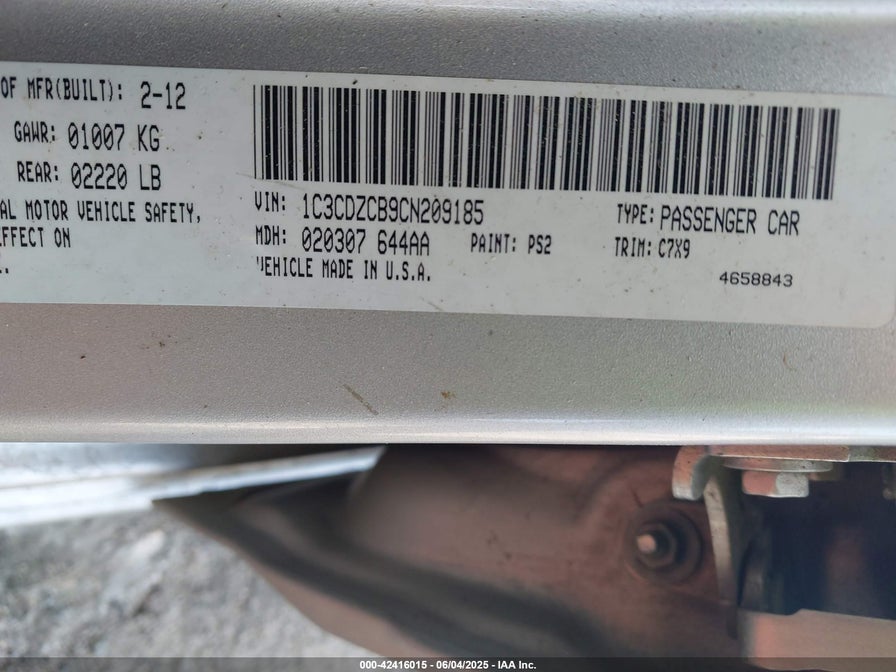 OF MFR(BUILT): 2-12
GAWR: 01007 KG
REAR: 02220 LB
AL MOTOR VEHICLE SAFETY,
EFFECT ON
VIN: 1C3CDZCB9CN209185 TYPE: PASSENGER CAR
MDH: 020307 644AA PAINT: PS2 TRIM: C7X9
VEHICLE MADE IN U.S.A. 4658843
000-42416015 - 06/04/2025 - IAA Inc.